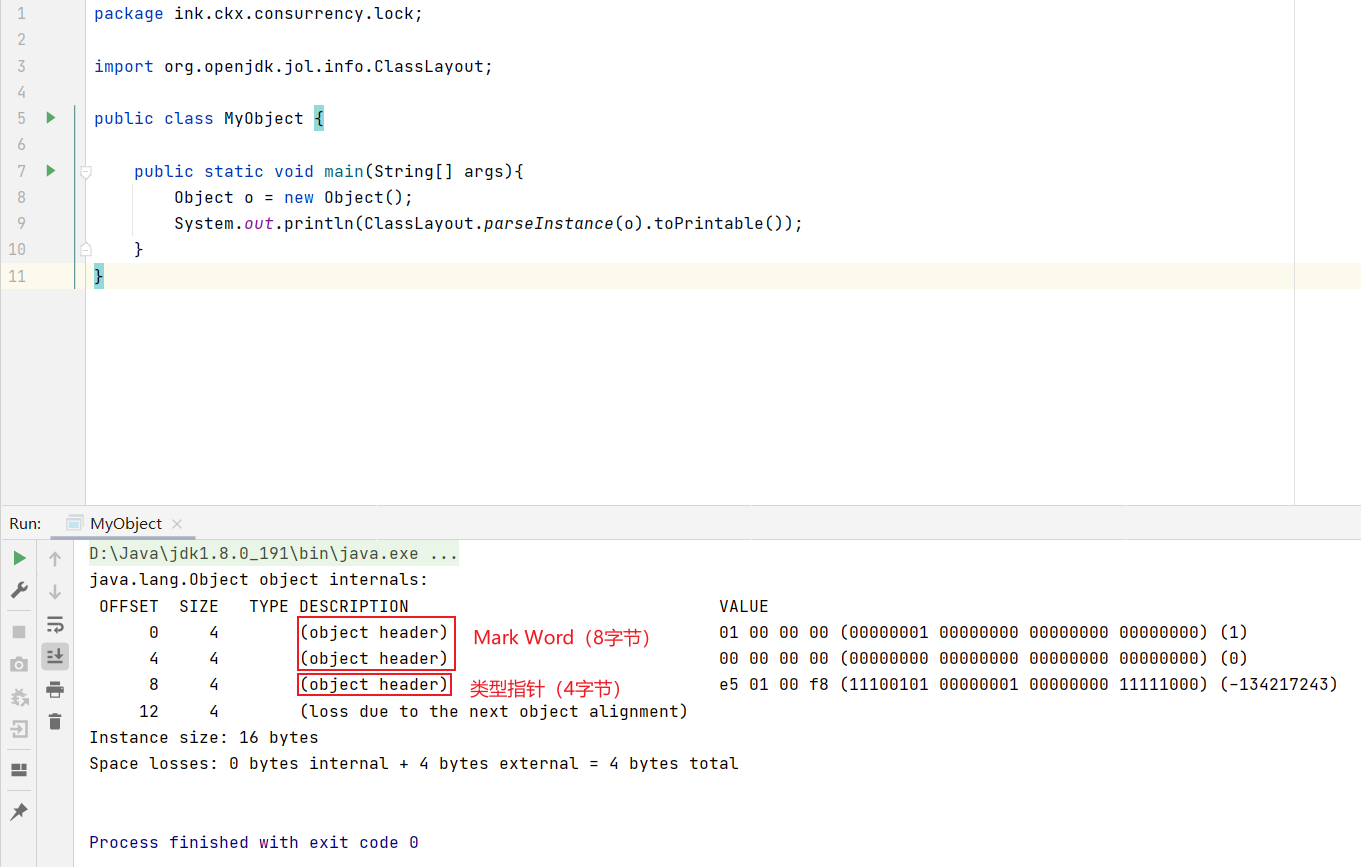 1 package ink.ckx.consurrency.lock;
2
3 import org.openjdk.jol.info.ClassLayout;
4
5 public class MyObject {
6
7 public static void main(String[] args){
8 Object o = new Object();
9 System.out.println(ClassLayout.parseInstance(o).toPrintable());
10 }
11 }
Run: MyObject
D:\Java\jdk1.8.0_191\bin\java.exe ...
java.lang.Object object internals:
OFFSET SIZE TYPE DESCRIPTION VALUE
0 4 (object header) Mark Word（8字节） 01 00 00 00 (00000001 00000000 00000000 00000000) (1)
4 4 (object header) 00 00 00 00 (00000000 00000000 00000000 00000000) (0)
8 4 (object header) 类型指针（4字节） e5 01 00 f8 (11100101 00000001 00000000 11111000) (-134217243)
12 4 (loss due to the next object alignment)
Instance size: 16 bytes
Space losses: 0 bytes internal + 4 bytes external = 4 bytes total
Process finished with exit code 0